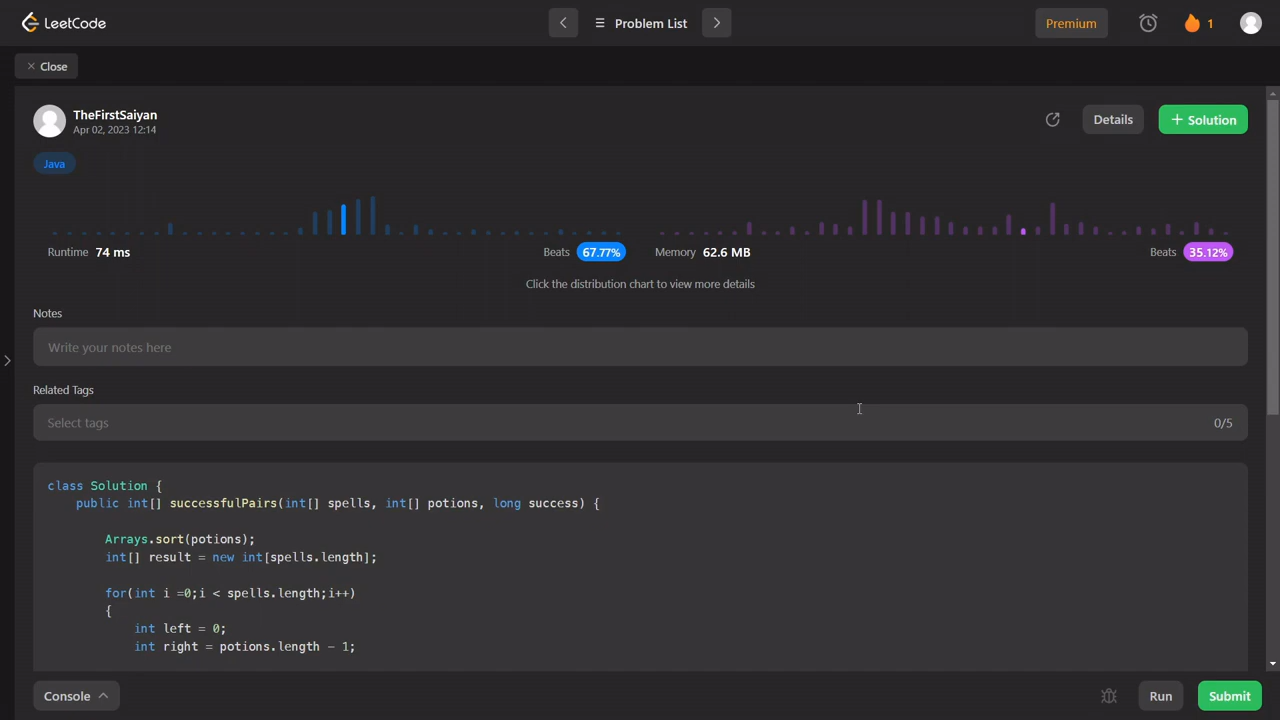 LeetCode
Problem List
Premium
1
× Close
TheFirstSaiyan
Apr 02, 2023 12:14
Details
+ Solution
Java
Runtime 74 ms
Beats 67.77%
Memory 62.6 MB
Beats 35.12%
Click the distribution chart to view more details
Notes
Write your notes here
Related Tags
Select tags
0/5
class Solution {
    public int[] successfulPairs(int[] spells, int[] potions, long success) {
        Arrays.sort(potions);
        int[] result = new int[spells.length];
        for(int i =0;i < spells.length;i++)
        {
            int left = 0;
            int right = potions.length - 1;
Console
Run
Submit